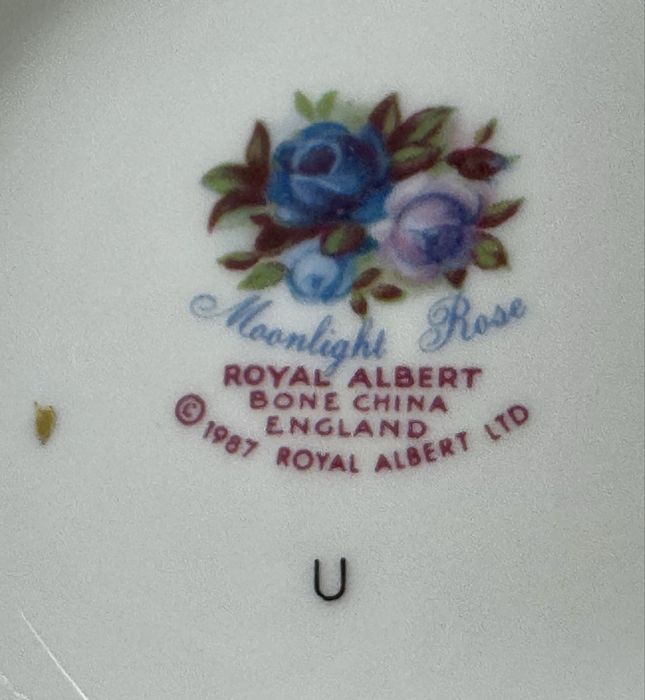 Moonlight Rose
ROYAL ALBERT
BONE CHINA
ENGLAND
© 1987 ROYAL ALBERT LTD
U